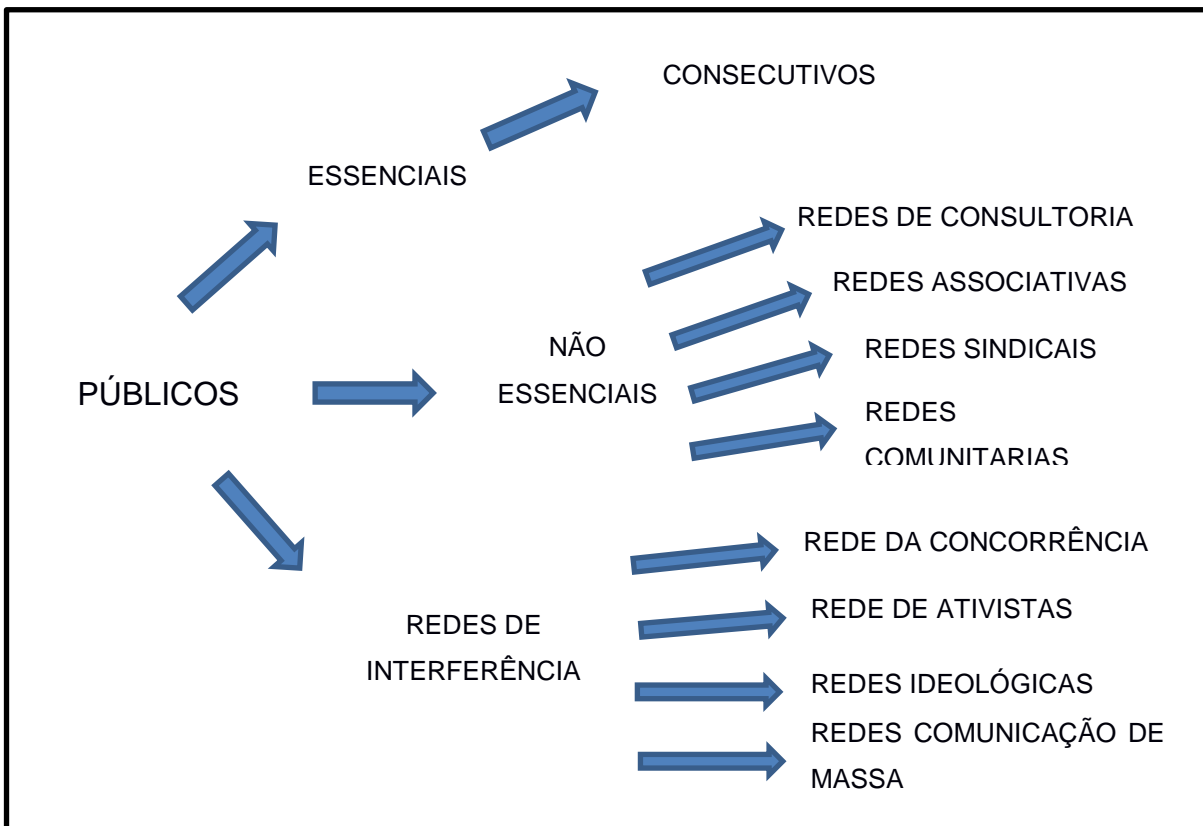 CONSECUTIVOS
ESSENCIAIS
REDES DE CONSULTORIA
REDES ASSOCIATIVAS
NÃO
ESSENCIAIS
REDES SINDICAIS
PÚBLICOS
REDES
COMUNITARIAS
REDE DA CONCORRÊNCIA
REDE DE ATIVISTAS
REDES DE
INTERFERÊNCIA
REDES IDEOLÓGICAS
REDES COMUNICAÇÃO DE
MASSA